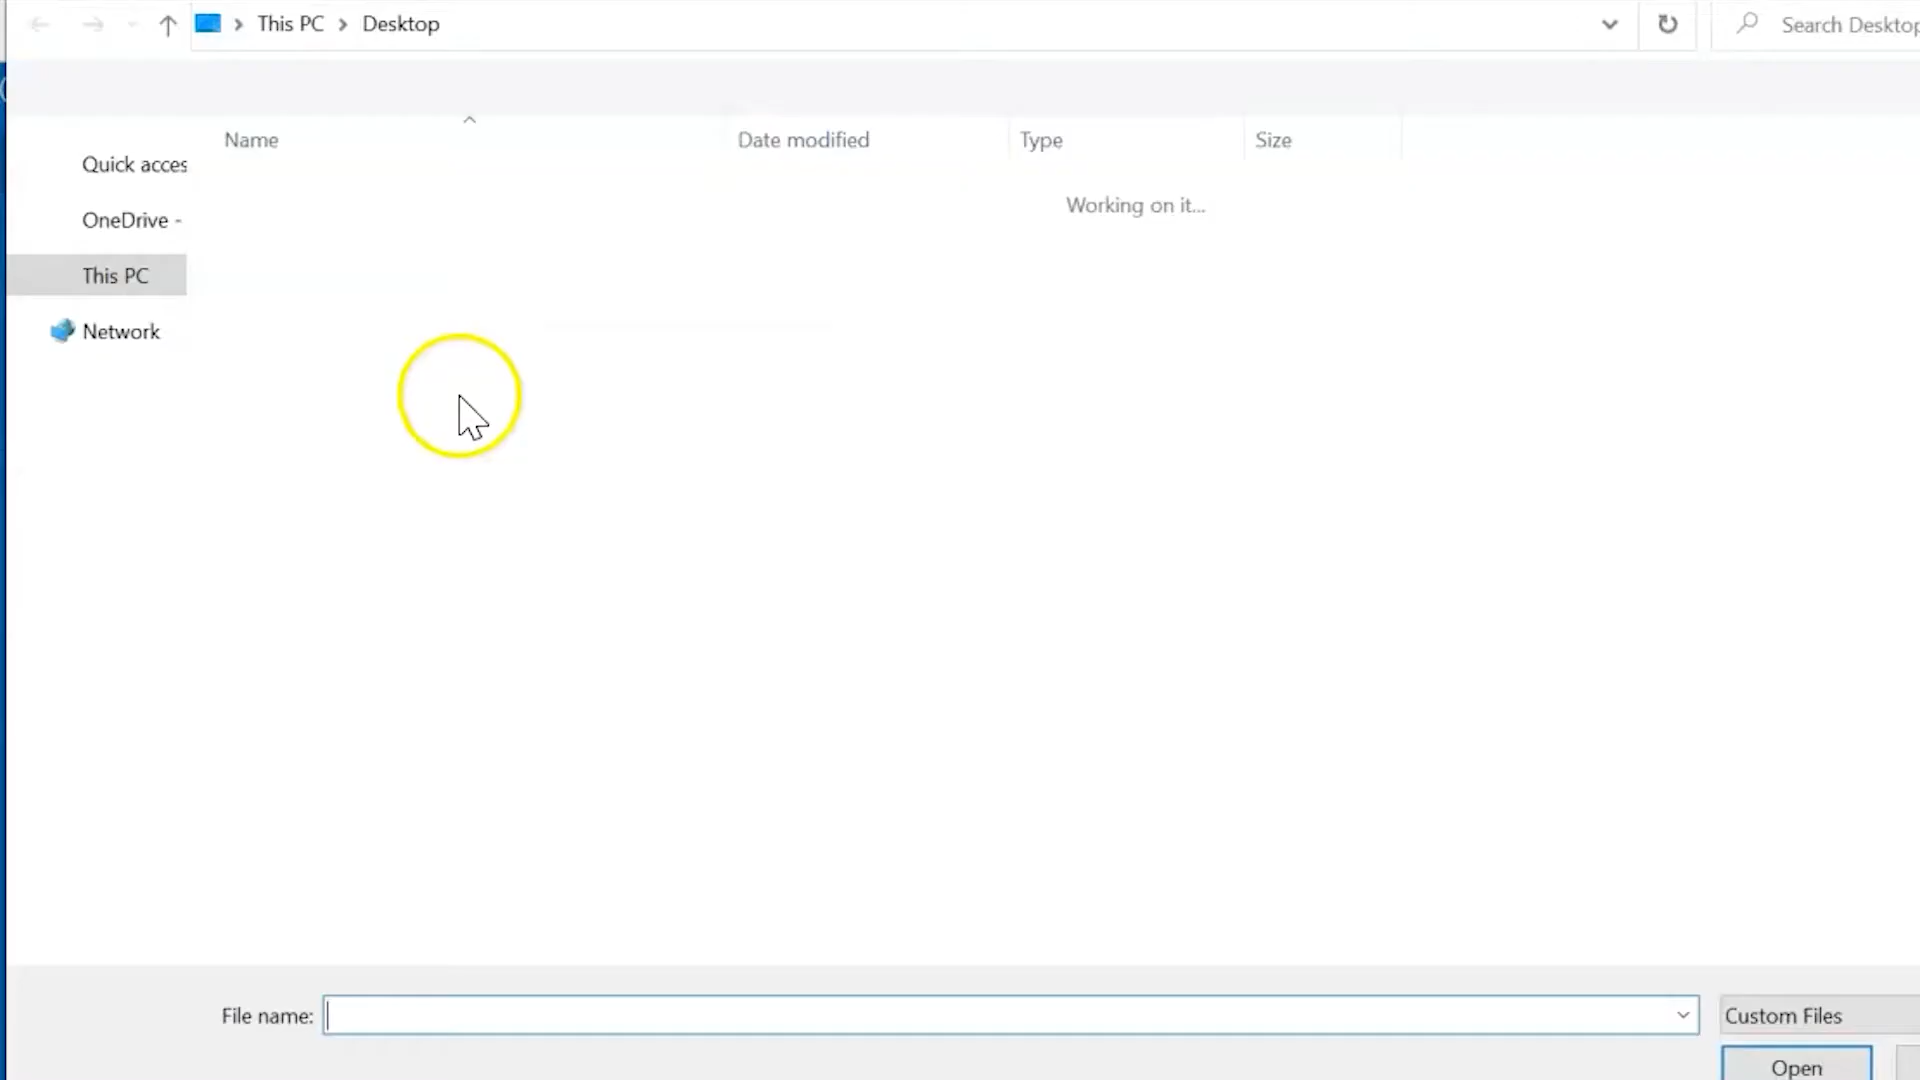 This PC > Desktop
Search Desktop
Name Date modified Type Size
Working on it...
Quick acces
OneDrive -
This PC
Network
File name:
Custom Files
Open